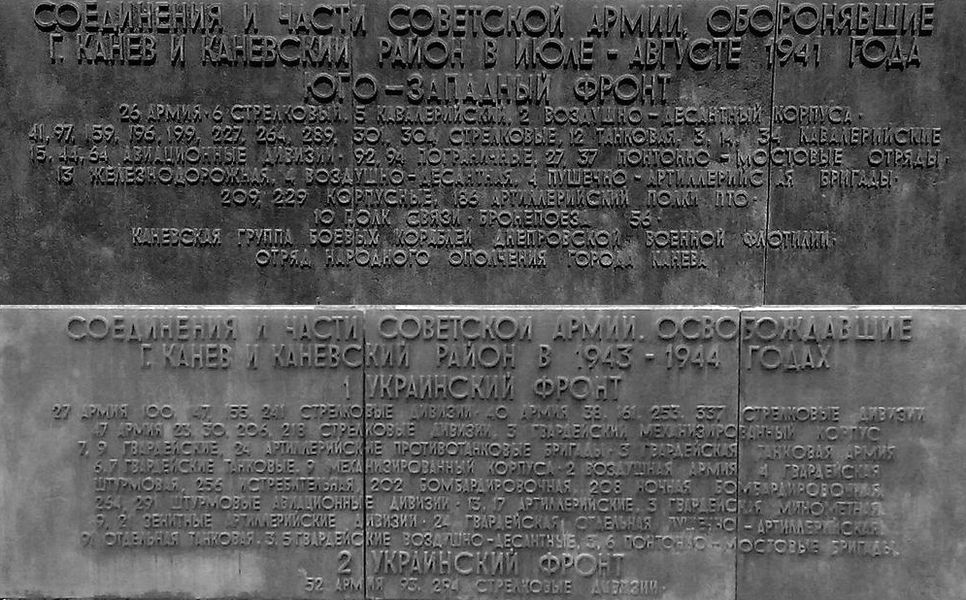 СОЕДИНЕНИЯ И ЧАСТИ СОВЕТСКОЙ АРМИИ, ОБОРОНЯВШИЕ
Г. КАНЕВ И КАНЕВСКИЙ РАЙОН В ИЮЛЕ - АВГУСТЕ 1941 ГОДА
ЮГО-ЗАПАДНЫЙ ФРОНТ
26 АРМИЯ · 6 СТРЕЛКОВЫЙ, 5 КАВАЛЕРИЙСКИЙ, 2 ВОЗДУШНО-ДЕСАНТНЫЙ КОРПУСА ·
41, 97, 159, 196, 199, 227, 264, 289, 301, 304 СТРЕЛКОВЫЕ, 12 ТАНКОВАЯ, 3, 14, 34 КАВАЛЕРИЙСКИЕ
15, 44, 64 АВИАЦИОННЫЕ ДИВИЗИИ · 92, 94 ПОГРАНИЧНЫЕ, 27, 37 ПОНТОННО-МОСТОВЫЕ ОТРЯДЫ ·
13 ЖЕЛЕЗНОДОРОЖНАЯ, 4 ВОЗДУШНО-ДЕСАНТНАЯ, 4 ПУШЕЧНО-АРТИЛЛЕРИЙС АЯ БРИГАДЫ ·
209, 229 КОРПУСНЫЕ, 186 АРТИЛЛЕРИЙСКИЙ ПОЛКИ ПТО ·
10 ПОЛК СВЯЗИ · БРОНЕПОЕЗ 56 ·
КАНЕВСКАЯ ГРУППА БОЕВЫХ КОРАБЛЕЙ ДНЕПРОВСКОЙ ВОЕННОЙ ФЛОТИЛИИ ·
ОТРЯД НАРОДНОГО ОПОЛЧЕНИЯ ГОРОДА КАНЕВА
СОЕДИНЕНИЯ И ЧАСТИ СОВЕТСКОЙ АРМИИ, ОСВОБОЖДАВШИЕ
Г. КАНЕВ И КАНЕВСКИЙ РАЙОН В 1943 - 1944 ГОДАХ
1 УКРАИНСКИЙ ФРОНТ
27 АРМИЯ 100, 47, 155, 241 СТРЕЛКОВЫЕ ДИВИЗИИ · 40 АРМИЯ 38, 161, 253, 337 СТРЕЛКОВЫЕ ДИВИЗИИ
47 АРМИЯ 23, 30, 206, 218 СТРЕЛКОВЫЕ ДИВИЗИИ, 3 ГВАРДЕЙСКИЙ МЕХАНИЗИРОВАННЫЙ КОРПУС
7, 9 ГВАРДЕЙСКИЕ, 24 АРТИЛЛЕРИЙСКИЕ ПРОТИВОТАНКОВЫЕ БРИГАДЫ · 3 ГВАРДЕЙСКАЯ ТАНКОВАЯ АРМИЯ
6, 7 ГВАРДЕЙСКИЕ ТАНКОВЫЕ, 9 МЕХАНИЗИРОВАННЫЙ КОРПУСА · 2 ВОЗДУШНАЯ АРМИЯ 4 ГВАРДЕЙСКАЯ
ШТУРМОВАЯ, 256 ИСТРЕБИТЕЛЬНАЯ, 202 БОМБАРДИРОВОЧНАЯ, 208 НОЧНАЯ БОМБАРДИРОВОЧНАЯ,
264, 291 ШТУРМОВЫЕ АВИАЦИОННЫЕ ДИВИЗИИ · 13, 17 АРТИЛЛЕРИЙСКИЕ, 3 ГВАРДЕЙСКАЯ МИНОМЕТНАЯ,
9, 2 ЗЕНИТНЫЕ АРТИЛЛЕРИЙСКИЕ ДИВИЗИИ · 24 ГВАРДЕЙСКАЯ ОТДЕЛЬНАЯ ПУШЕЧНО-АРТИЛЛЕРИЙСКАЯ,
91 ОТДЕЛЬНАЯ ТАНКОВАЯ, 3, 5 ГВАРДЕЙСКИЕ ВОЗДУШНО-ДЕСАНТНЫЕ, 3, 6 ПОНТОННО-МОСТОВЫЕ БРИГАДЫ.
2 УКРАИНСКИЙ ФРОНТ
52 АРМИЯ 93, 294 СТРЕЛКОВЫЕ ДИВИЗИИ ·